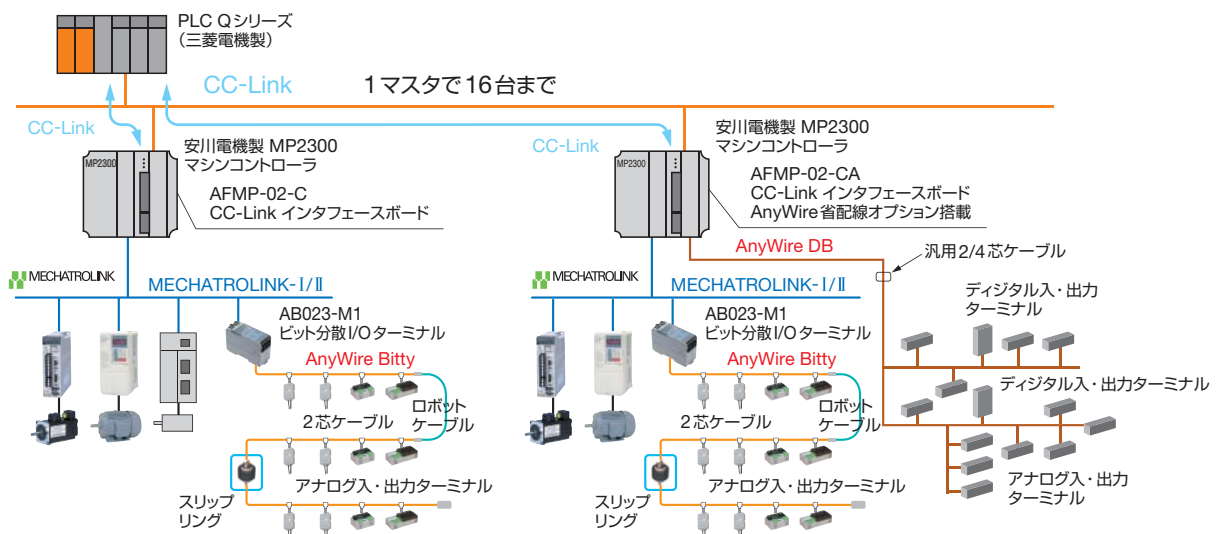 PLC Qシリーズ
（三菱電機製）
CC-Link
1マスタで16台まで
CC-Link
MP2300
安川電機製 MP2300
マシンコントローラ
AFMP-02-C
CC-Link インタフェースボード
CC-Link
MP2300
安川電機製 MP2300
マシンコントローラ
AFMP-02-CA
CC-Link インタフェースボード
AnyWire省配線オプション搭載
AnyWire DB
汎用2/4芯ケーブル
MECHATROLINK
MECHATROLINK-Ⅰ/Ⅱ
AB023-M1
ビット分散I/Oターミナル
AnyWire Bitty
2芯ケーブル
ロボット
ケーブル
スリップ
リング
アナログ入・出力ターミナル
MECHATROLINK
MECHATROLINK-Ⅰ/Ⅱ
AB023-M1
ビット分散I/Oターミナル
AnyWire Bitty
2芯ケーブル
ロボット
ケーブル
スリップ
リング
アナログ入・出力ターミナル
ディジタル入・出力
ターミナル
ディジタル入・出力ターミナル
アナログ入・出力
ターミナル